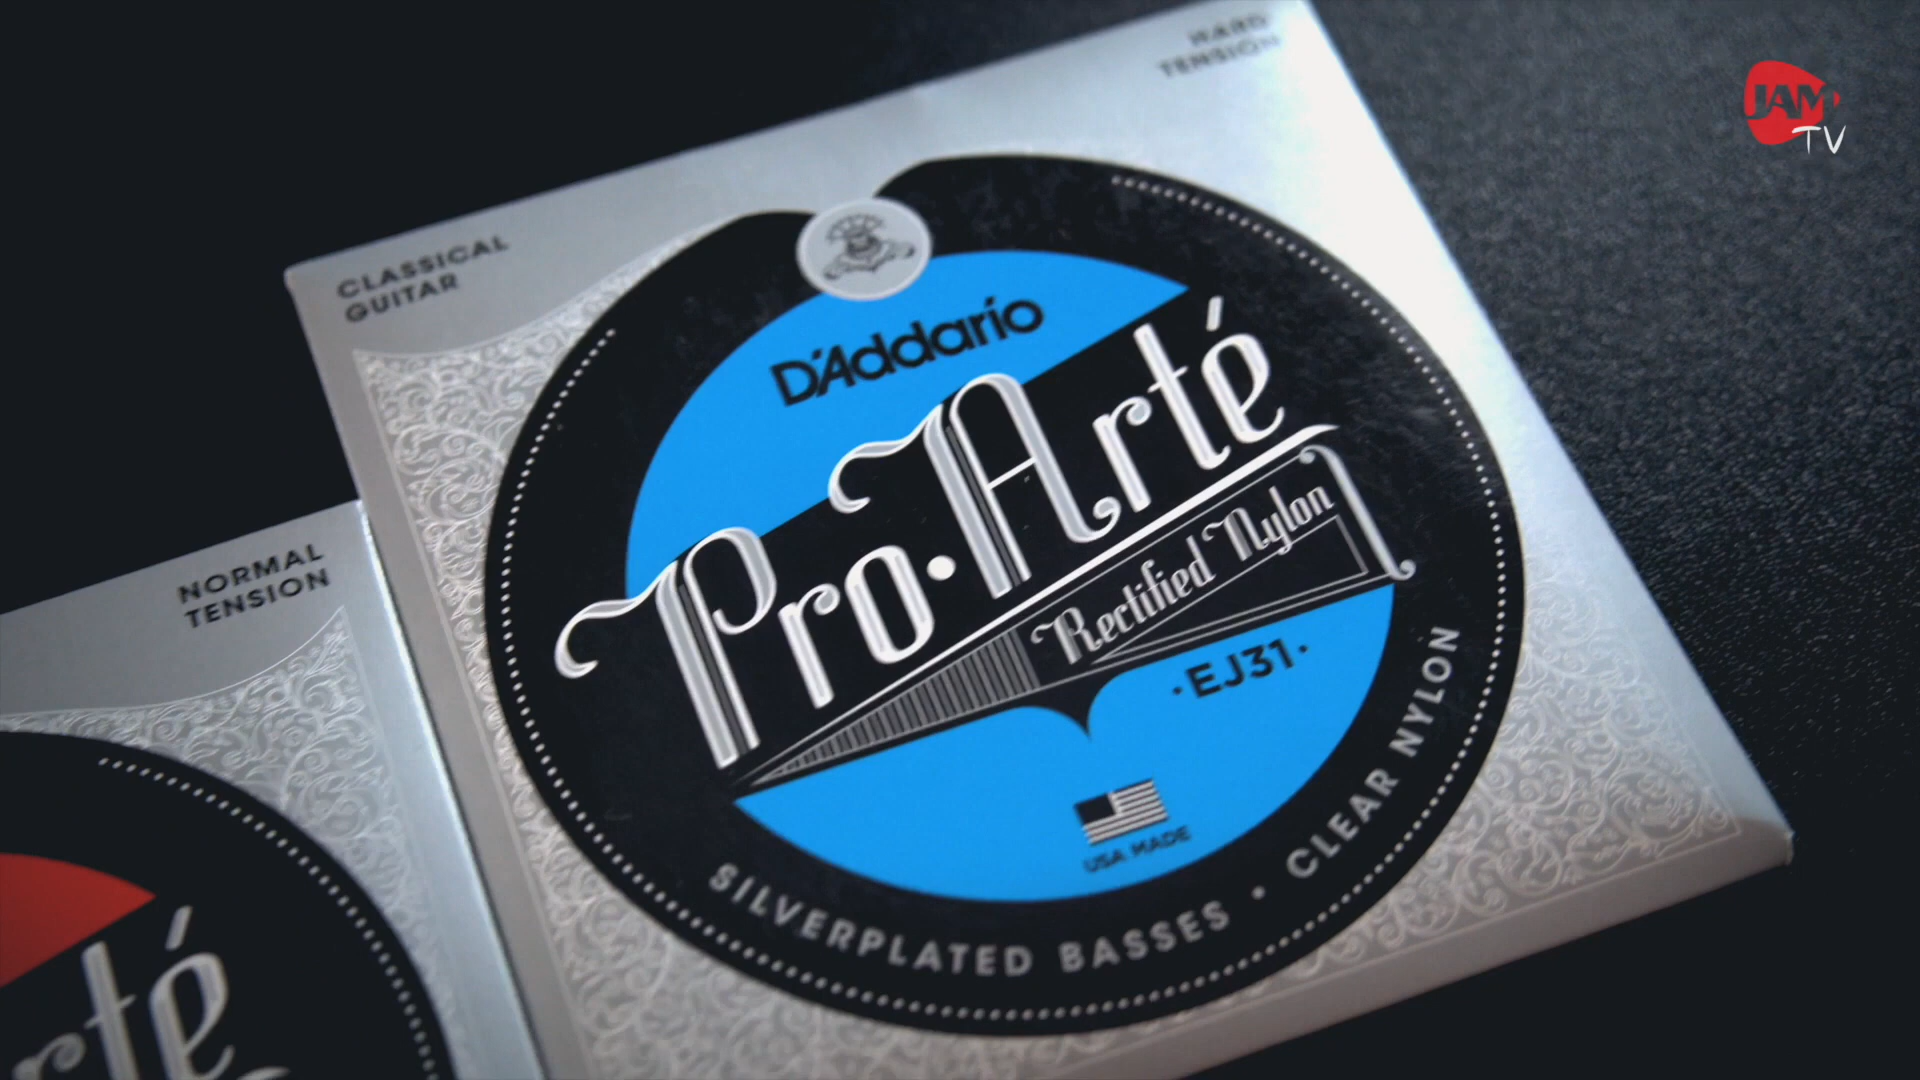 HARD
TENSION
JAM
TV
CLASSICAL
GUITAR
D'Addario
Pro·Arté
Rectified Nylon
·EJ31·
USA MADE
SILVERPLATED BASSES · CLEAR NYLON
NORMAL
TENSION
rté